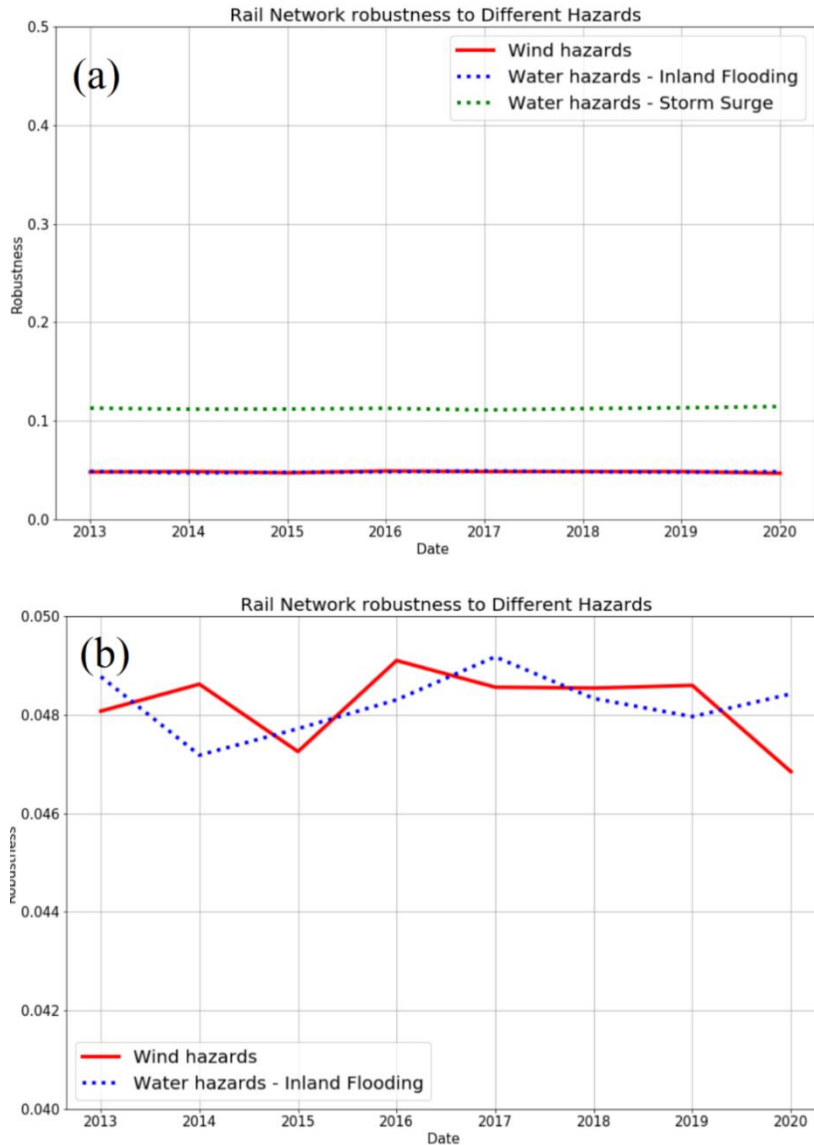 Rail Network robustness to Different Hazards
(a)
Wind hazards
Water hazards - Inland Flooding
Water hazards - Storm Surge
0.5
0.4
0.3
0.2
0.1
0.0
Robustness
2013 2014 2015 2016 2017 2018 2019 2020
Date
Rail Network robustness to Different Hazards
(b)
0.050
0.048
0.046
0.044
0.042
0.040
Robustness
Wind hazards
Water hazards - Inland Flooding
2013 2014 2015 2016 2017 2018 2019 2020
Date